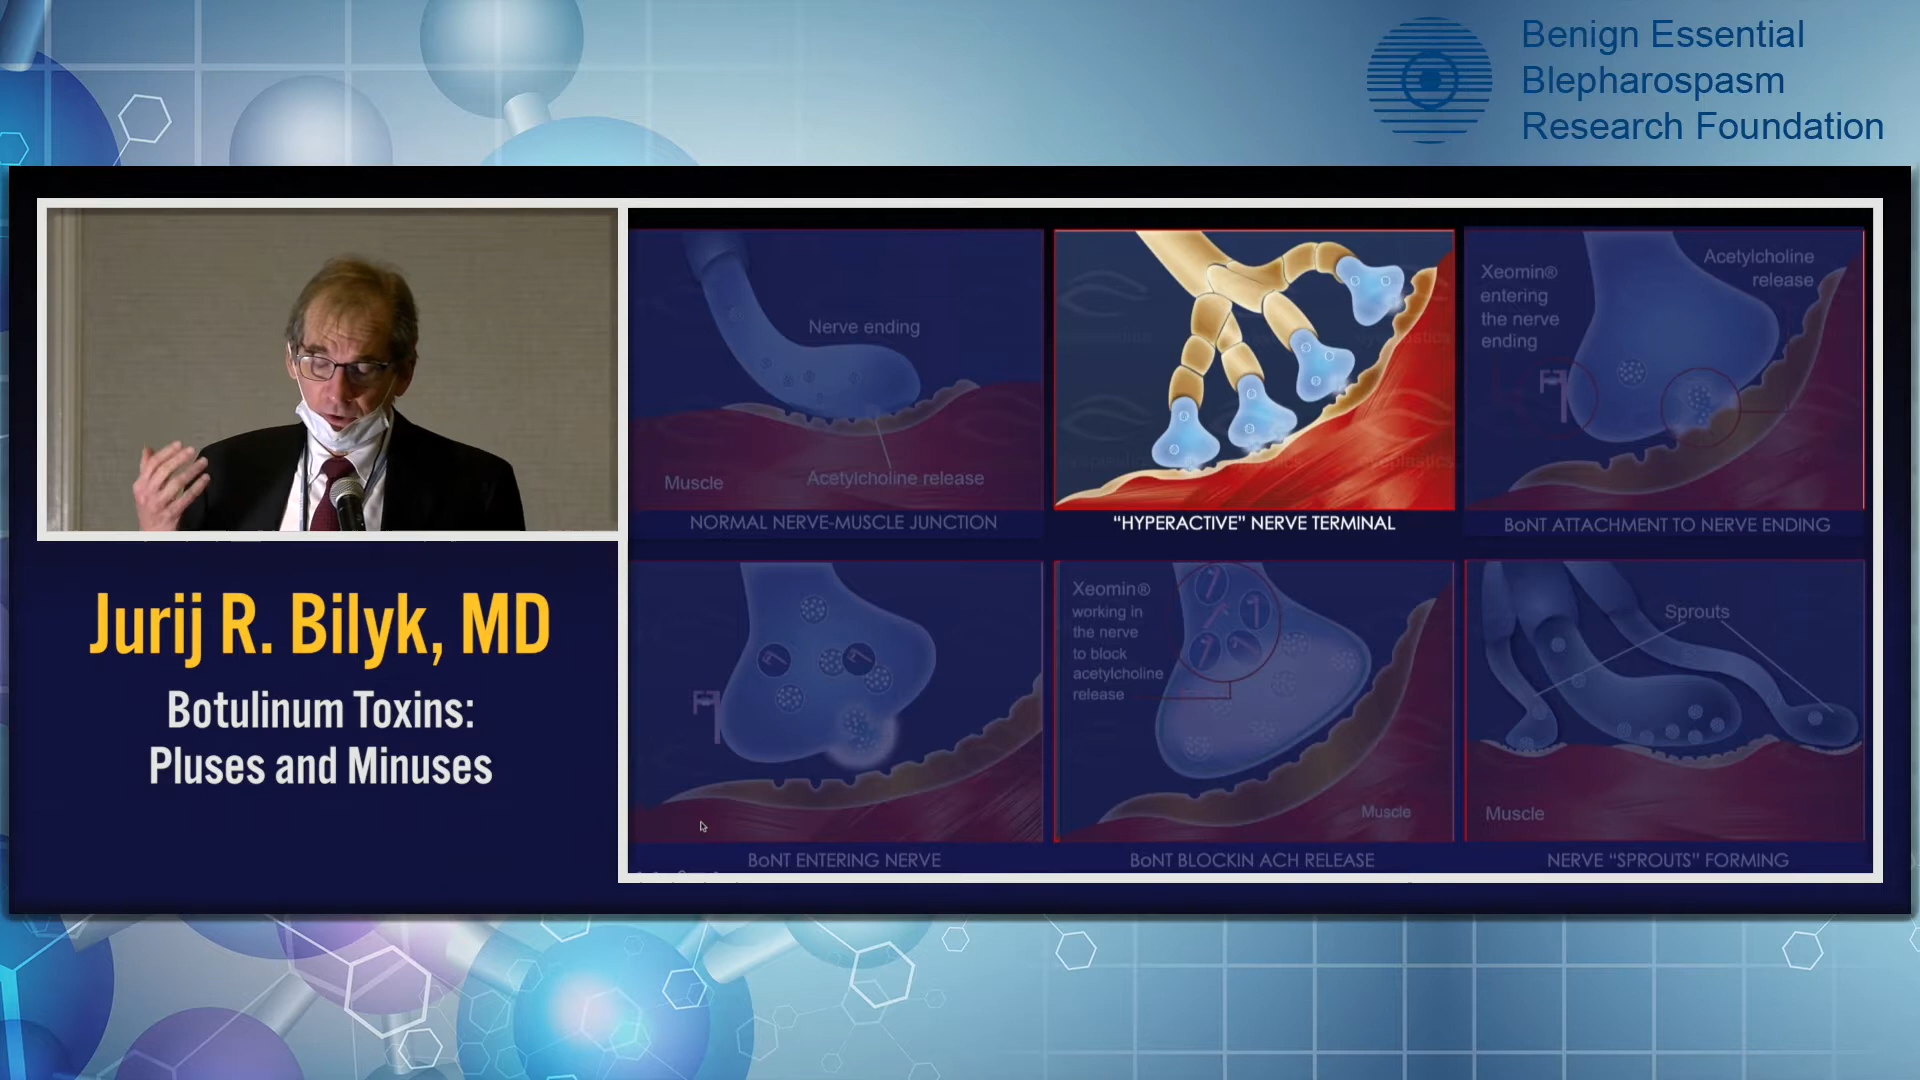 Benign Essential
Blepharospasm
Research Foundation
Jurij R. Bilyk, MD
Botulinum Toxins:
Pluses and Minuses
Nerve ending
Acetylcholine release
Muscle
NORMAL NERVE-MUSCLE JUNCTION
“HYPERACTIVE” NERVE TERMINAL
Xeomin®
entering
the nerve
ending
Acetylcholine
release
BoNT ATTACHMENT TO NERVE ENDING
BoNT ENTERING NERVE
Xeomin®
working in
the nerve
to block
acetylcholine
release
Muscle
BoNT BLOCKIN ACH RELEASE
Sprouts
Muscle
NERVE “SPROUTS” FORMING